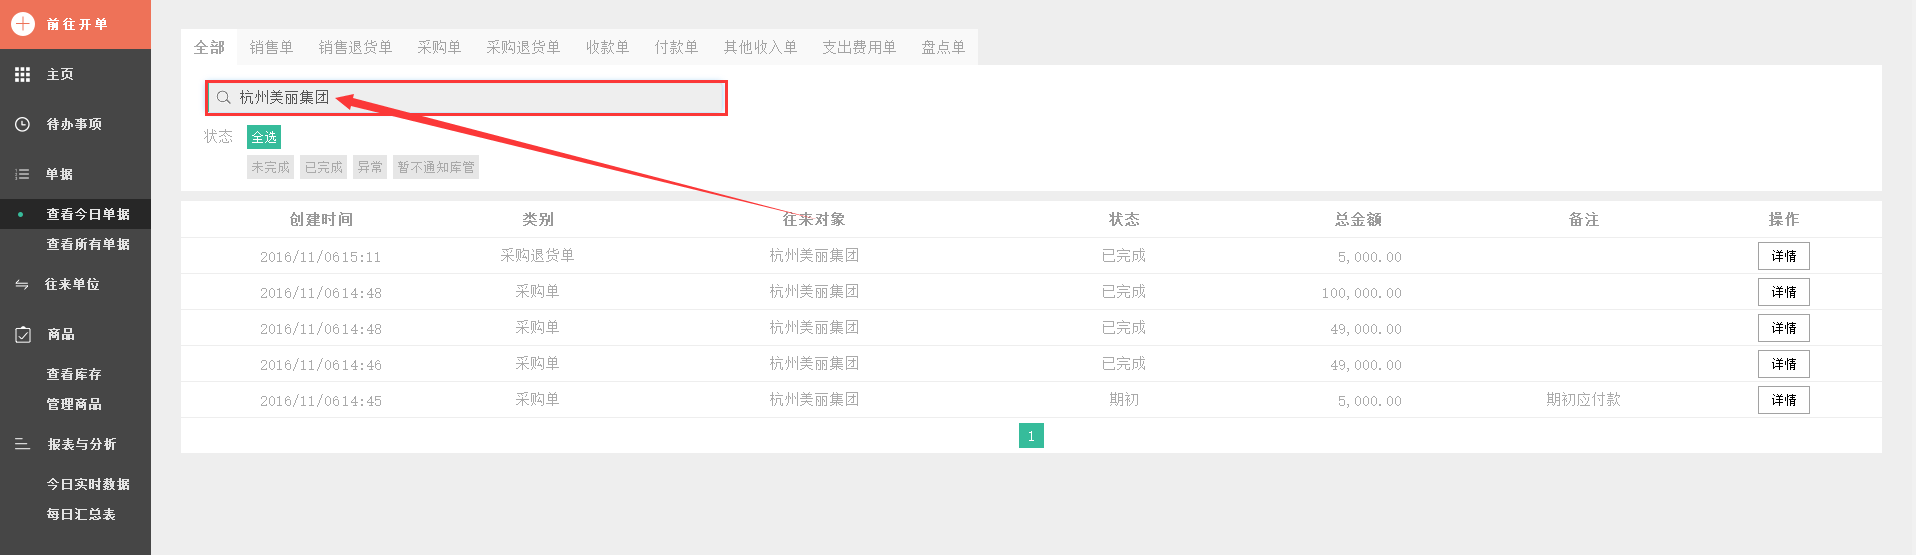 前往开单
主页
待办事项
单据
查看今日单据
查看所有单据
往来单位
商品
查看库存
管理商品
报表与分析
今日实时数据
每日汇总表
全部 销售单 销售退货单 采购单 采购退货单 收款单 付款单 其他收入单 支出费用单 盘点单
杭州美丽集团
状态 全选
未完成 已完成 异常 暂不通知库管
创建时间 类别 往来对象 状态 总金额 备注 操作
2016/11/0615:11 采购退货单 杭州美丽集团 已完成 5,000.00 详情
2016/11/0614:48 采购单 杭州美丽集团 已完成 100,000.00 详情
2016/11/0614:48 采购单 杭州美丽集团 已完成 49,000.00 详情
2016/11/0614:46 采购单 杭州美丽集团 已完成 49,000.00 详情
2016/11/0614:45 采购单 杭州美丽集团 期初 5,000.00 期初应付款 详情
1